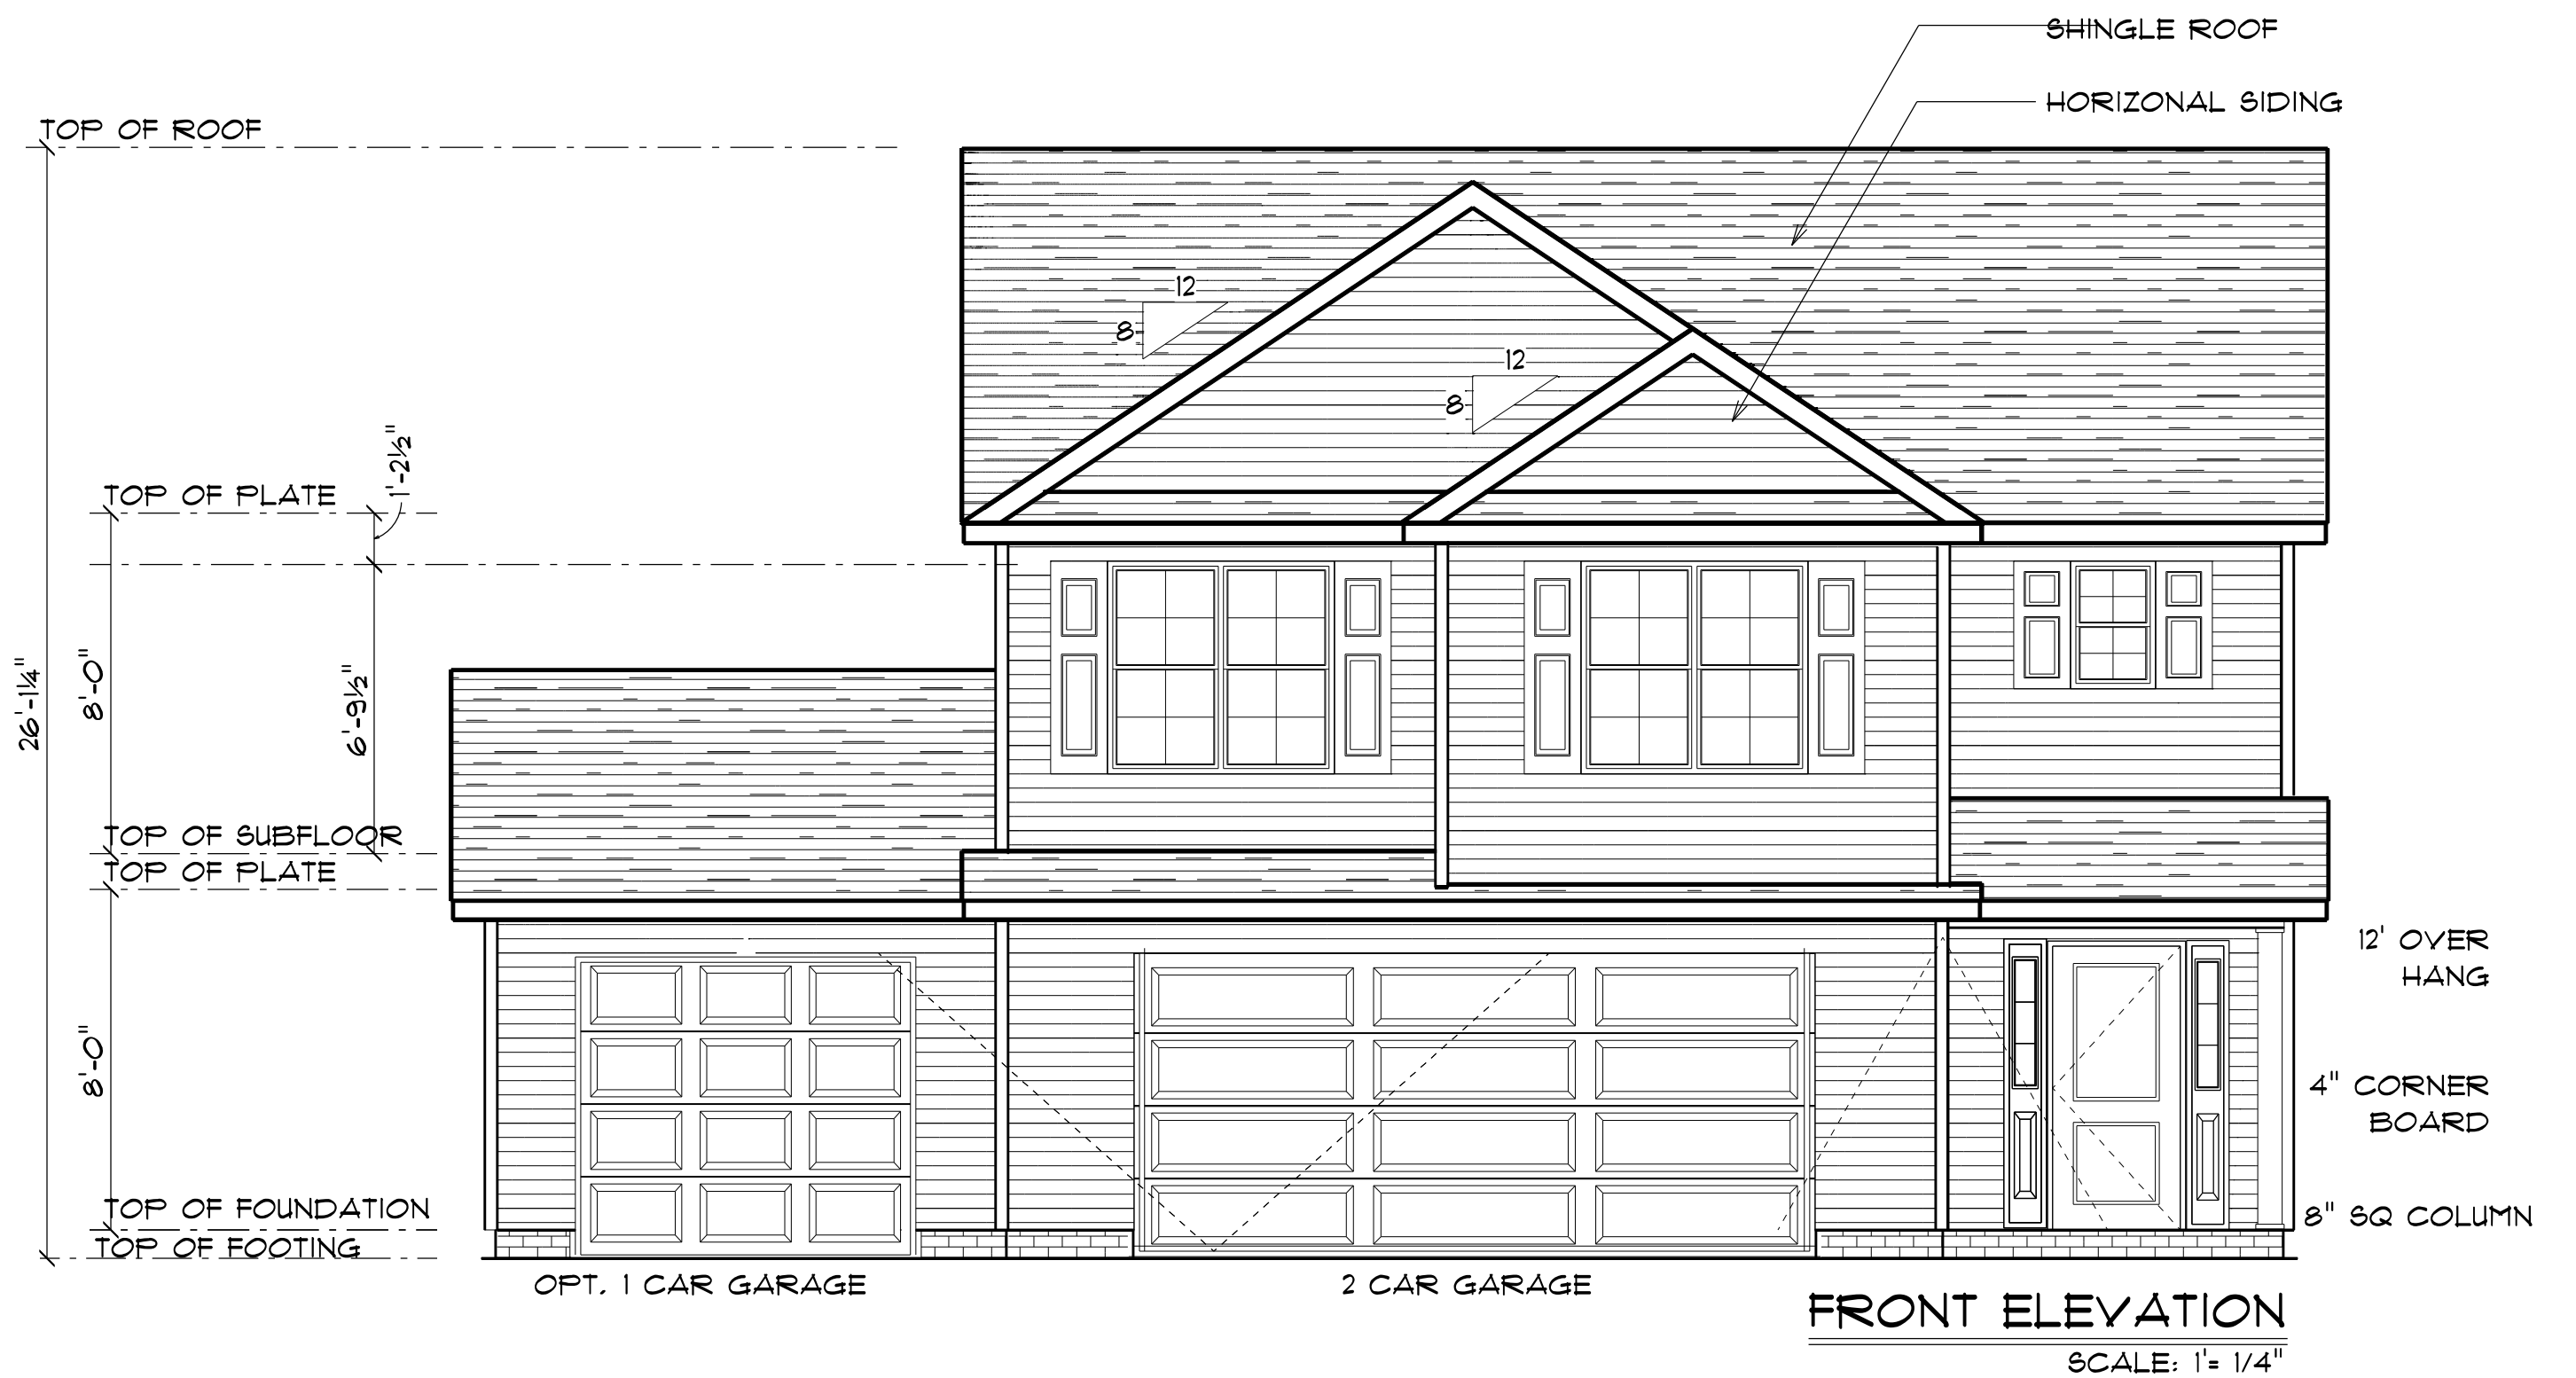 SHINGLE ROOF
HORIZONAL SIDING
TOP OF ROOF
12
8
12
8
1'-2½"
TOP OF PLATE
26'-1¼"
8'-0"
6'-9½"
TOP OF SUBFLOOR
TOP OF PLATE
12' OVER
HANG
8'-0"
4" CORNER
BOARD
TOP OF FOUNDATION
8" SQ COLUMN
TOP OF FOOTING
OPT. 1 CAR GARAGE
2 CAR GARAGE
FRONT ELEVATION
SCALE: 1'= 1/4"